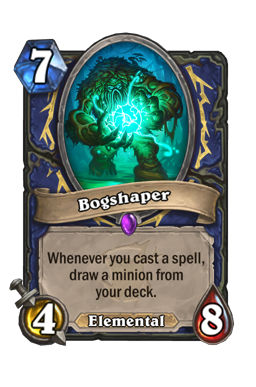 7
Bogshaper
Whenever you cast a spell,
draw a minion from
your deck.
4
Elemental
8